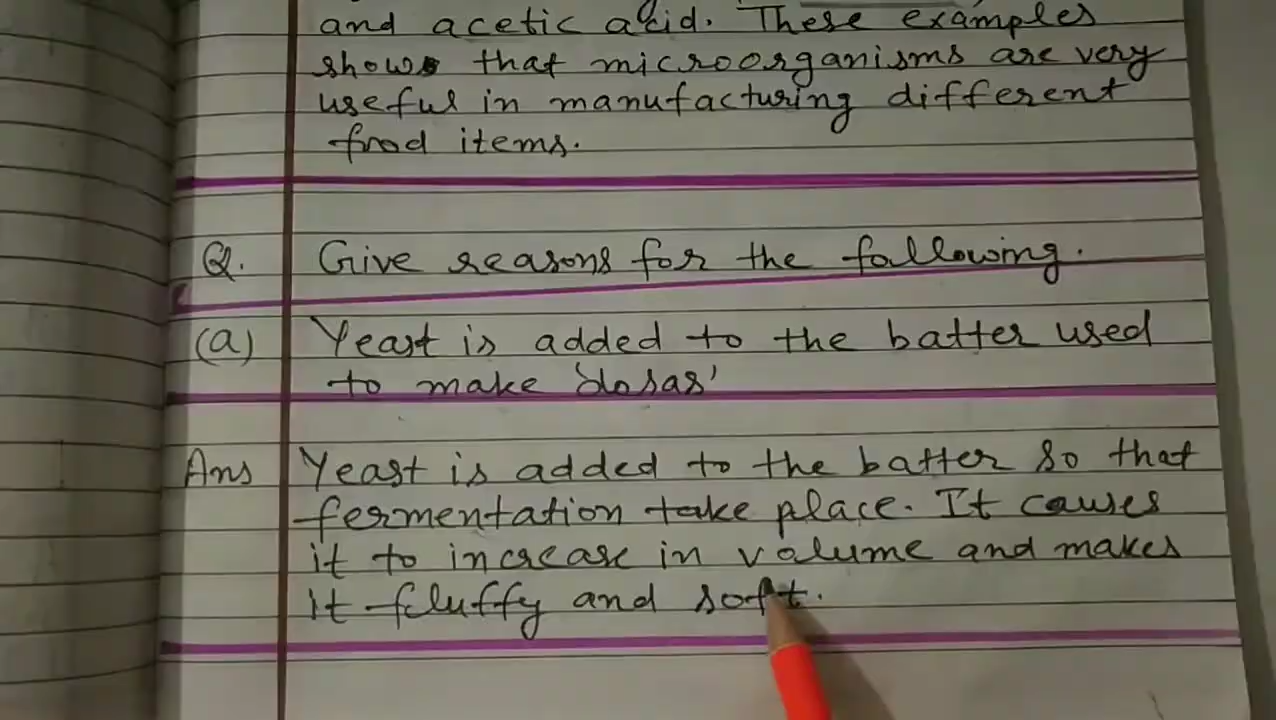 and acetic acid. These examples
shows that microorganisms are very
useful in manufacturing different
food items.
Q. Give reasons for the following.
(a) Yeast is added to the batter used
to make 'dosas'
Ans Yeast is added to the batter so that
fermentation take place. It causes
it to increase in volume and makes
it fluffy and soft.